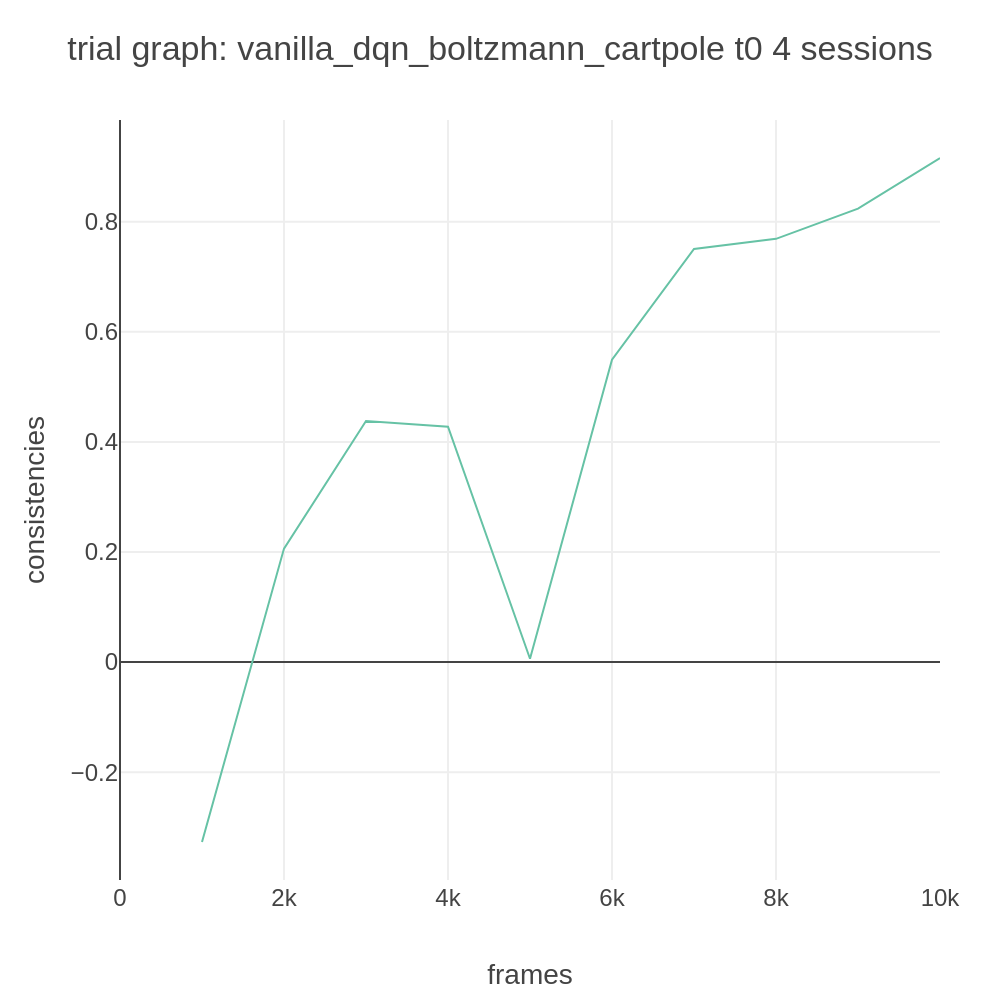 trial graph: vanilla_dqn_boltzmann_cartpole t0 4 sessions
0.8
0.6
0.4
0.2
0
−0.2
consistencies
0 2k 4k 6k 8k 10k
frames